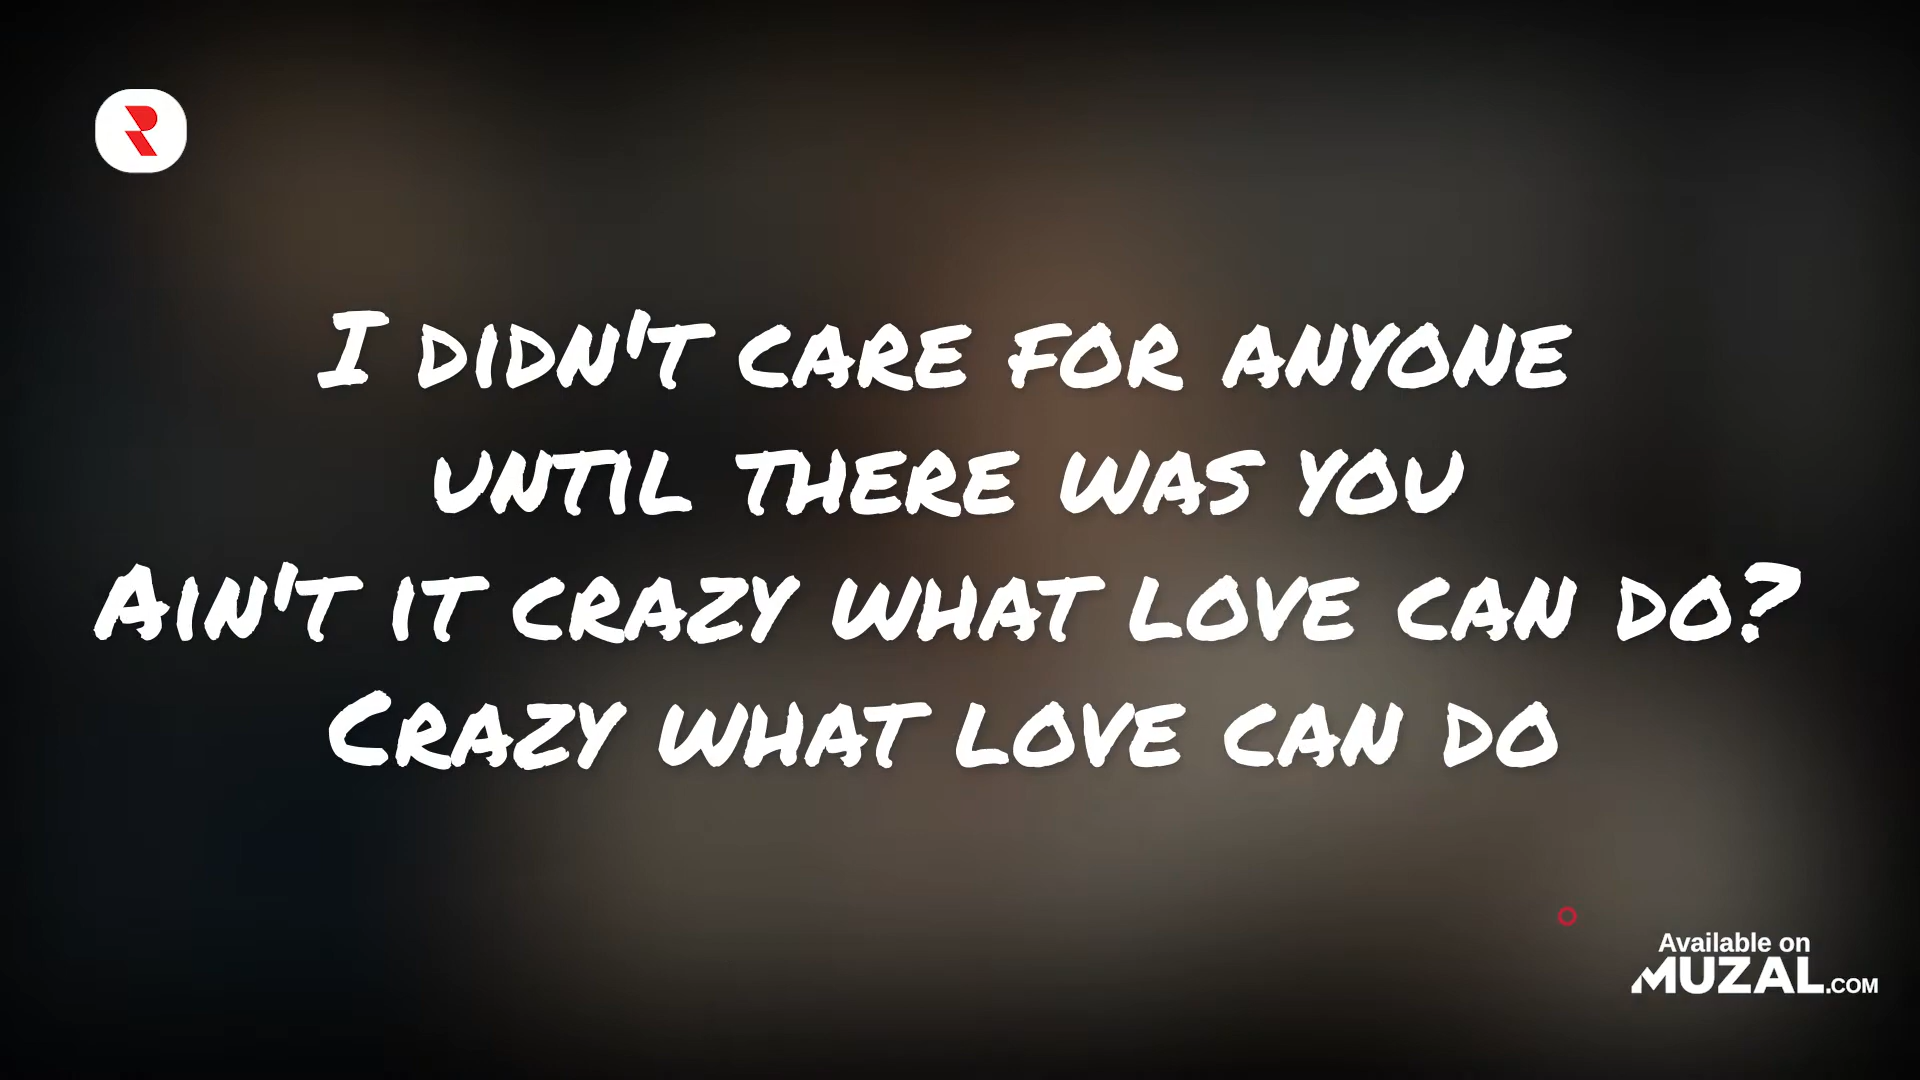 I didn't care for anyone
until there was you
Ain't it crazy what love can do?
Crazy what love can do
Available on
MUZAL.COM